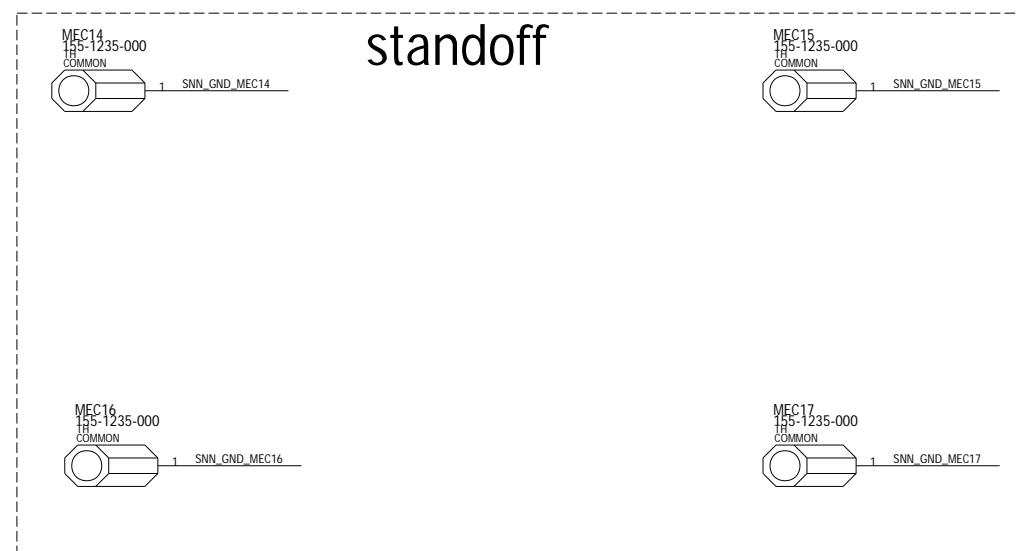 standoff
MEC14
155-1235-000
TH
COMMON
1 SNN_GND_MEC14
MEC15
155-1235-000
TH
COMMON
1 SNN_GND_MEC15
MEC16
155-1235-000
TH
COMMON
1 SNN_GND_MEC16
MEC17
155-1235-000
TH
COMMON
1 SNN_GND_MEC17